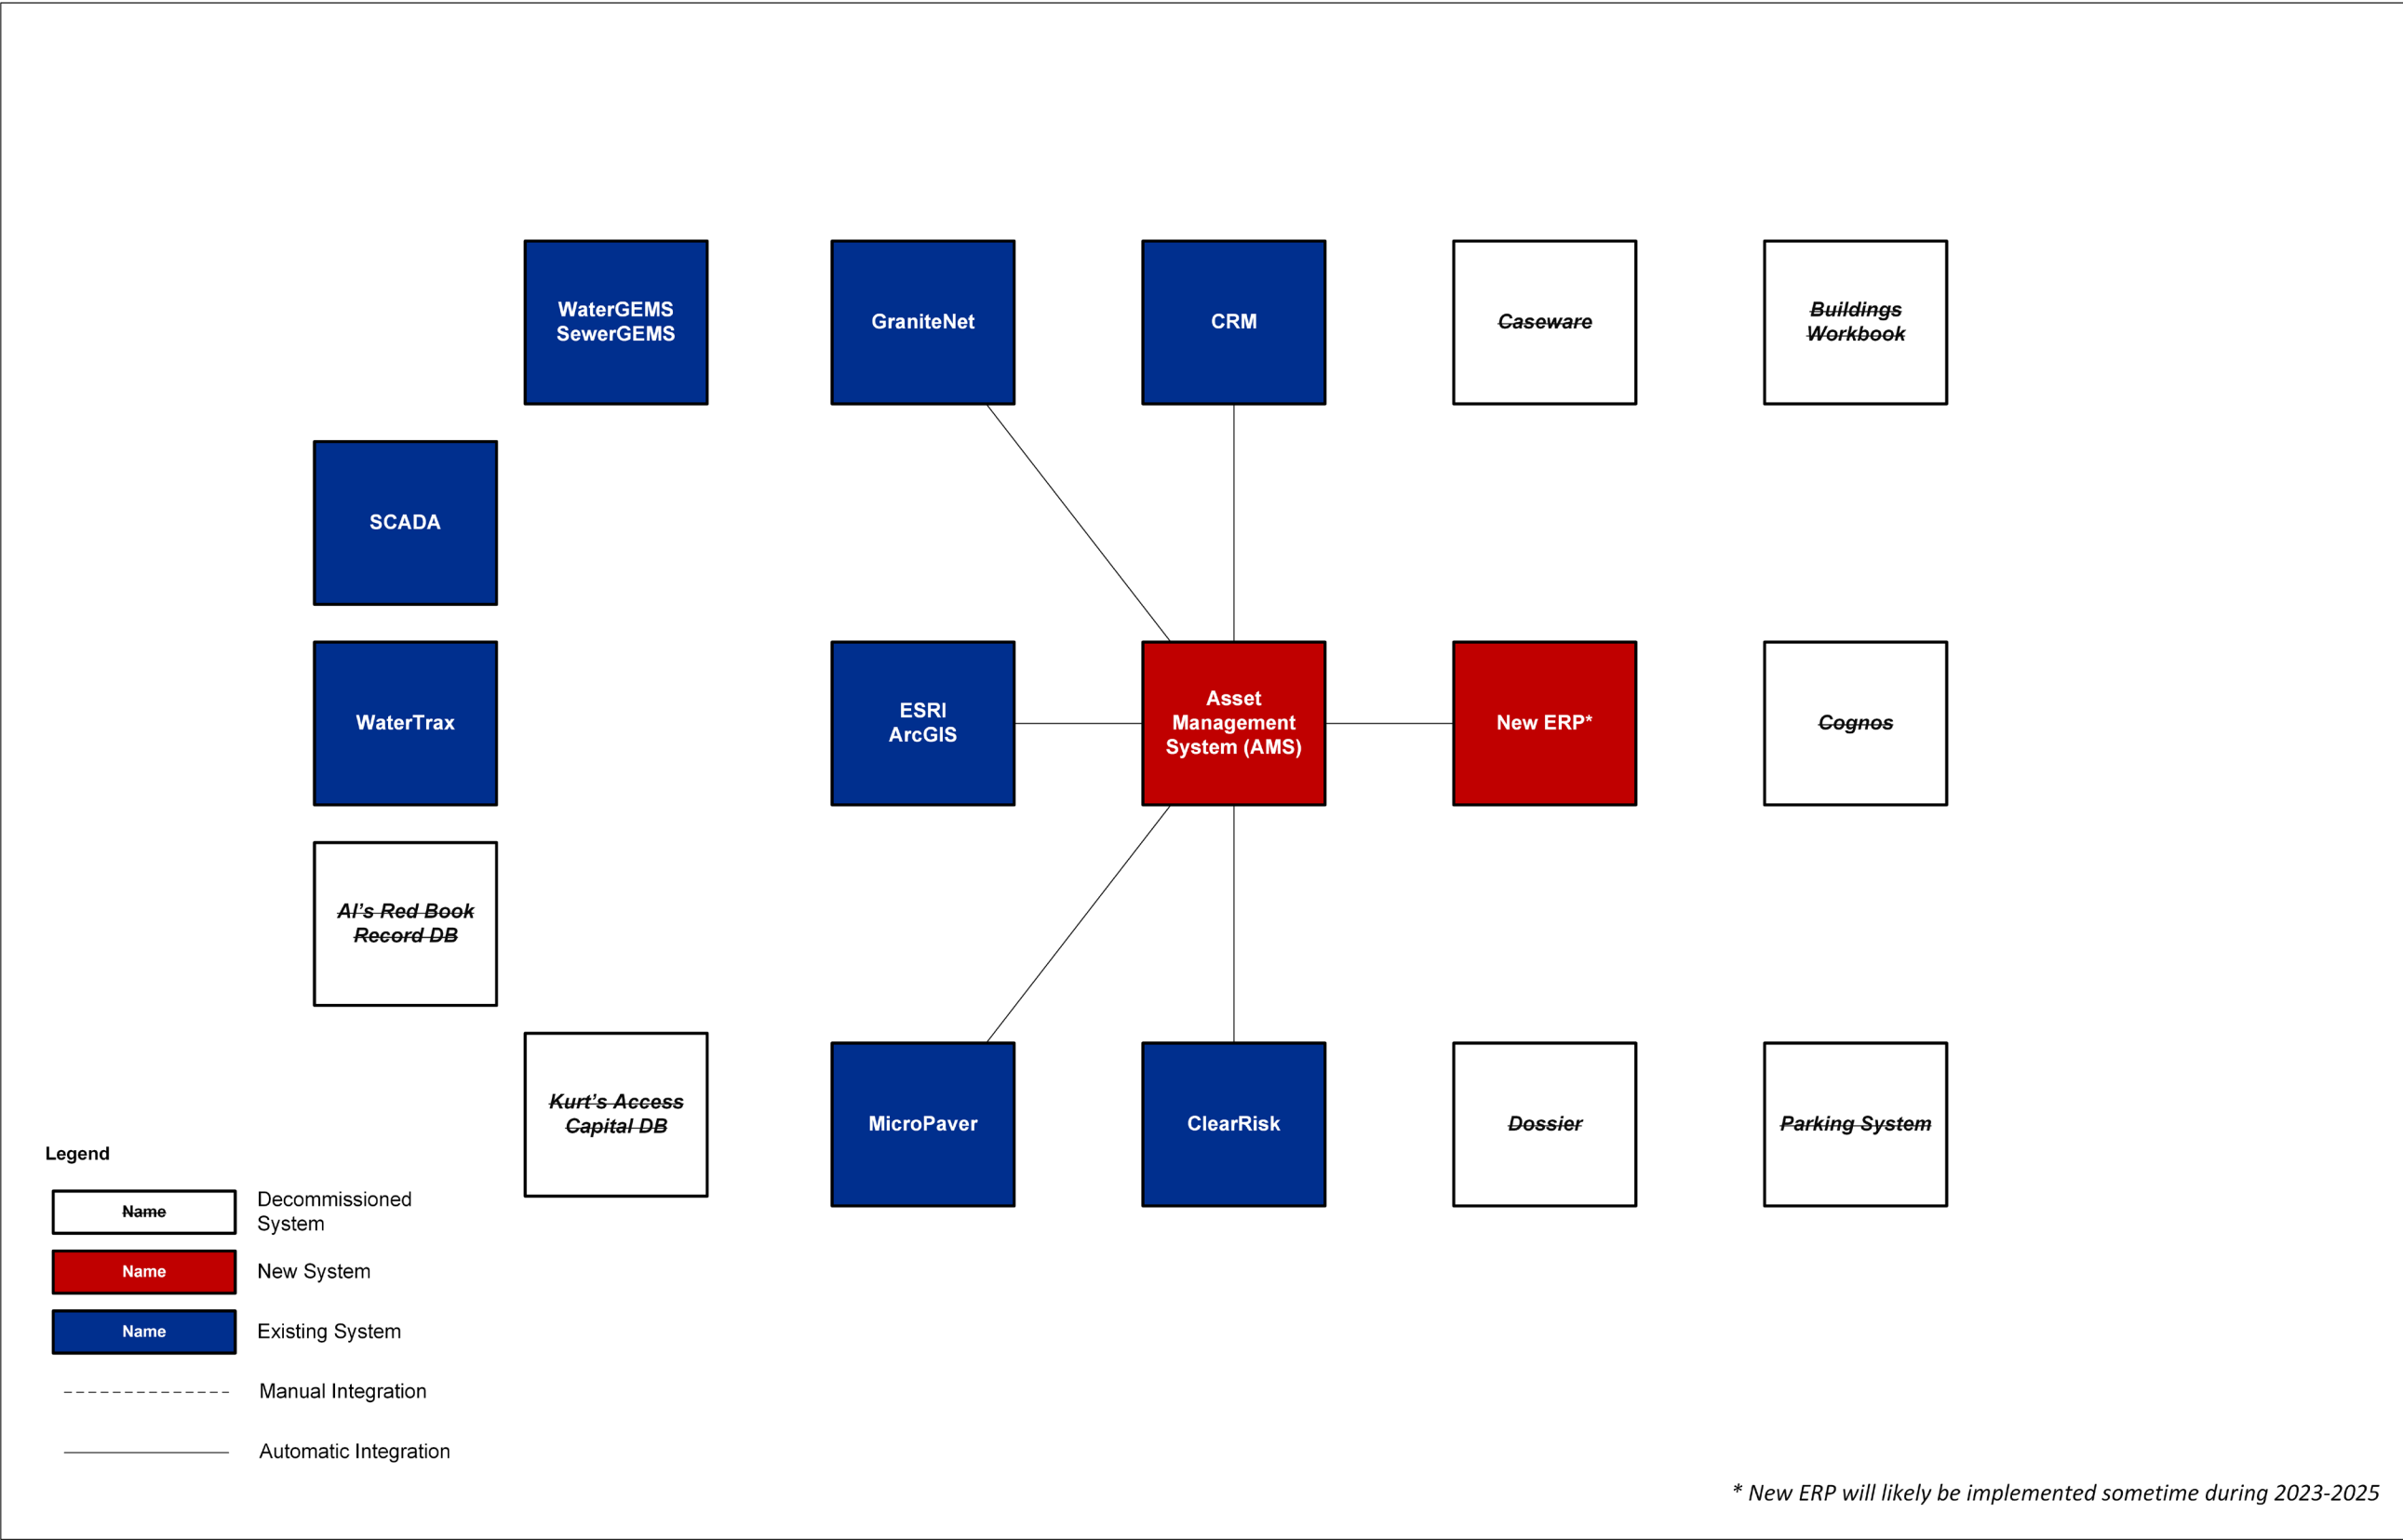 WaterGEMS
SewerGEMS
GraniteNet
CRM
Caseware
Buildings
Workbook
SCADA
WaterTrax
ESRI
ArcGIS
Asset
Management
System (AMS)
New ERP*
Cognos
Al's Red Book
Record DB
Kurt's Access
Capital DB
MicroPaver
ClearRisk
Dossier
Parking System
Legend
Name
Decommissioned
System
Name
New System
Name
Existing System
Manual Integration
Automatic Integration
* New ERP will likely be implemented sometime during 2023-2025